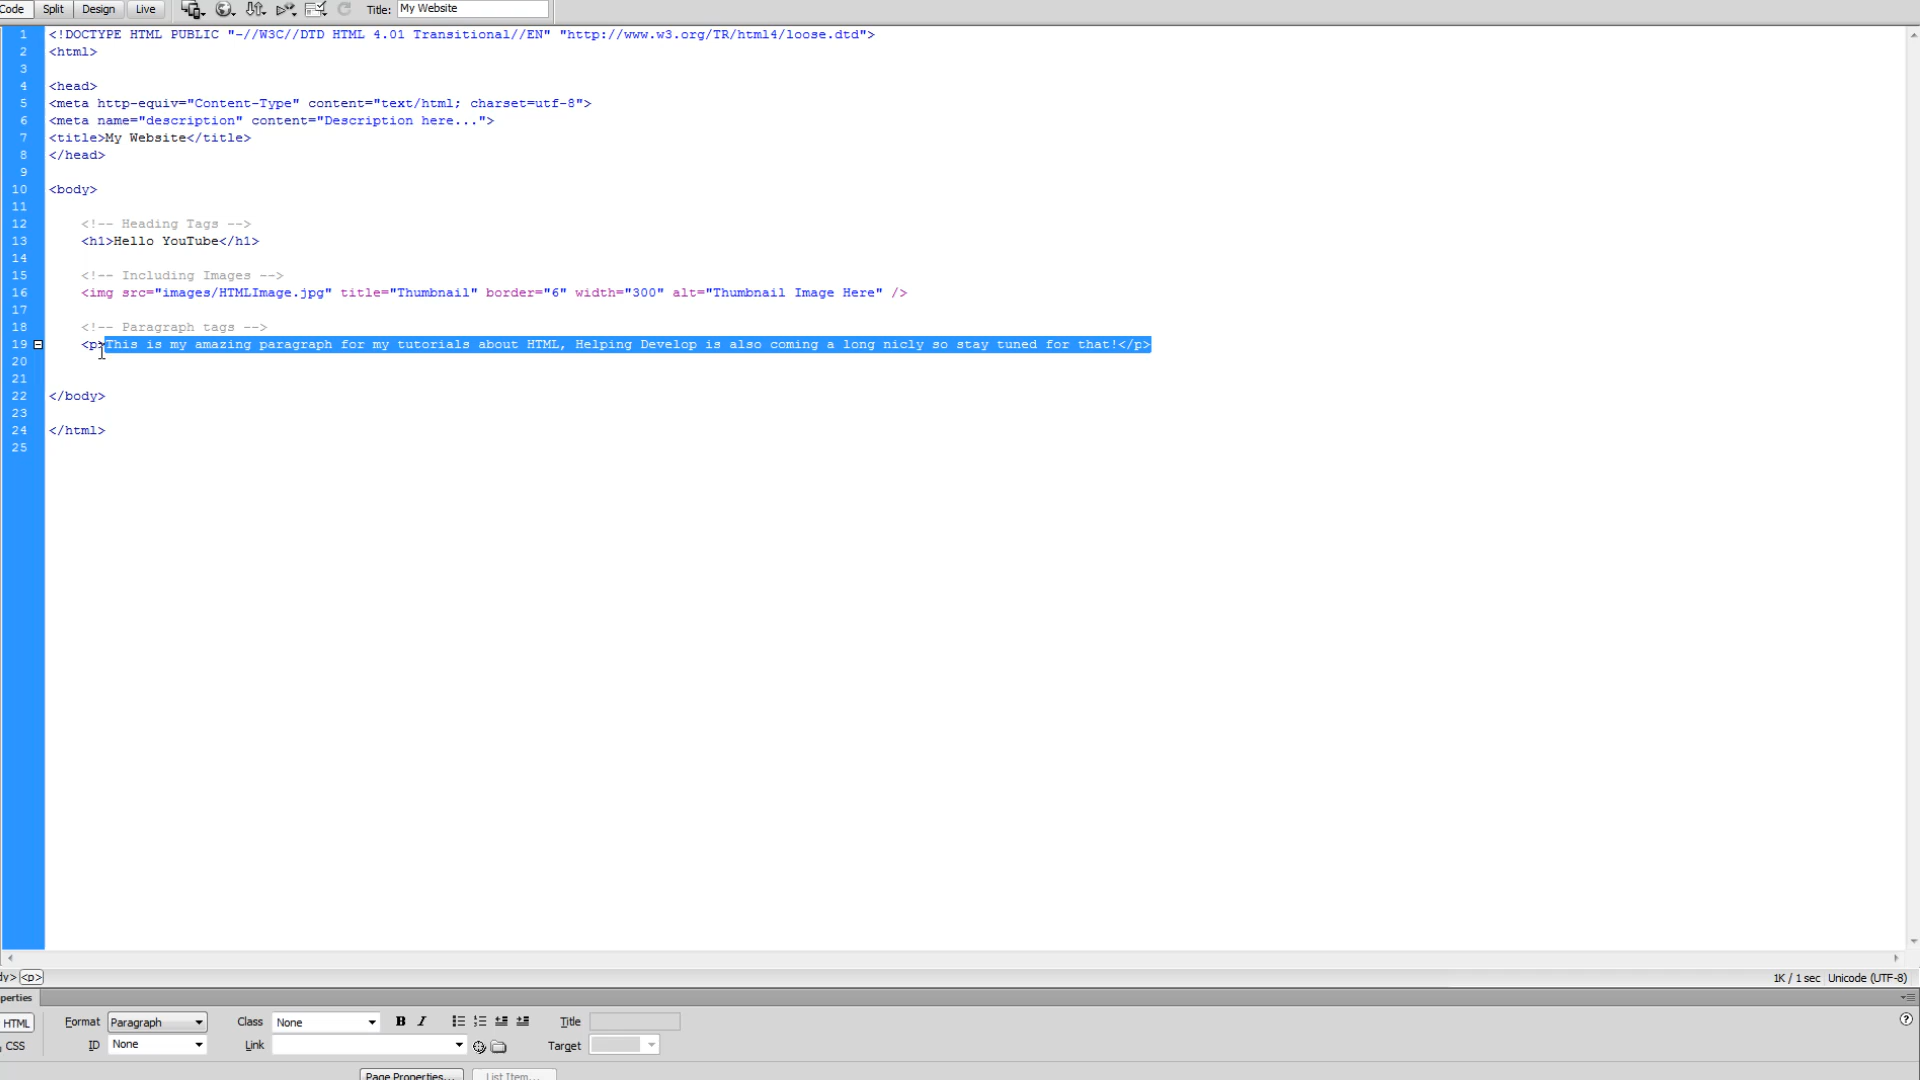 Code Split Design Live Title: My Website
1 <!DOCTYPE HTML PUBLIC "-//W3C//DTD HTML 4.01 Transitional//EN" "http://www.w3.org/TR/html4/loose.dtd">
2 <html>
3
4 <head>
5 <meta http-equiv="Content-Type" content="text/html; charset=utf-8">
6 <meta name="description" content="Description here...">
7 <title>My Website</title>
8 </head>
9
10 <body>
11
12 <!-- Heading Tags -->
13 <h1>Hello YouTube</h1>
14
15 <!-- Including Images -->
16 <img src="images/HTMLImage.jpg" title="Thumbnail" border="6" width="300" alt="Thumbnail Image Here" />
17
18 <!-- Paragraph tags -->
19 <p>This is my amazing paragraph for my tutorials about HTML, Helping Develop is also coming a long nicly so stay tuned for that!</p>
20
21
22 </body>
23
24 </html>
25
dy> <p> 1K / 1 sec Unicode (UTF-8)
perties
HTML Format Paragraph Class None B I Title
CSS ID None Link Target
Page Properties... List Item...